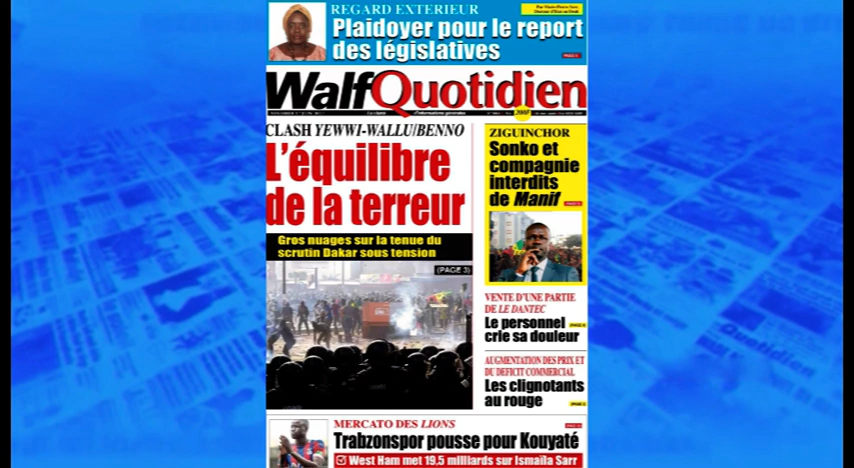 REGARD EXTERIEUR
Plaidoyer pour le report
des législatives
WalfQuotidien
CLASH YEWWI-WALLU/BENNO
L'équilibre
de la terreur
Gros nuages sur la tenue du
scrutin Dakar sous tension
(PAGE 3)
ZIGUINCHOR
Sonko et
compagnie
interdits
de Manif
VENTE D'UNE PARTIE
DE LE DANTEC
Le personnel
crie sa douleur
AUGMENTATION DES PRIX ET
DU DEFICIT COMMERCIAL
Les clignotants
au rouge
MERCATO DES LIONS
Trabzonspor pousse pour Kouyaté
West Ham met 19,5 milliards sur Ismaïla Sarr